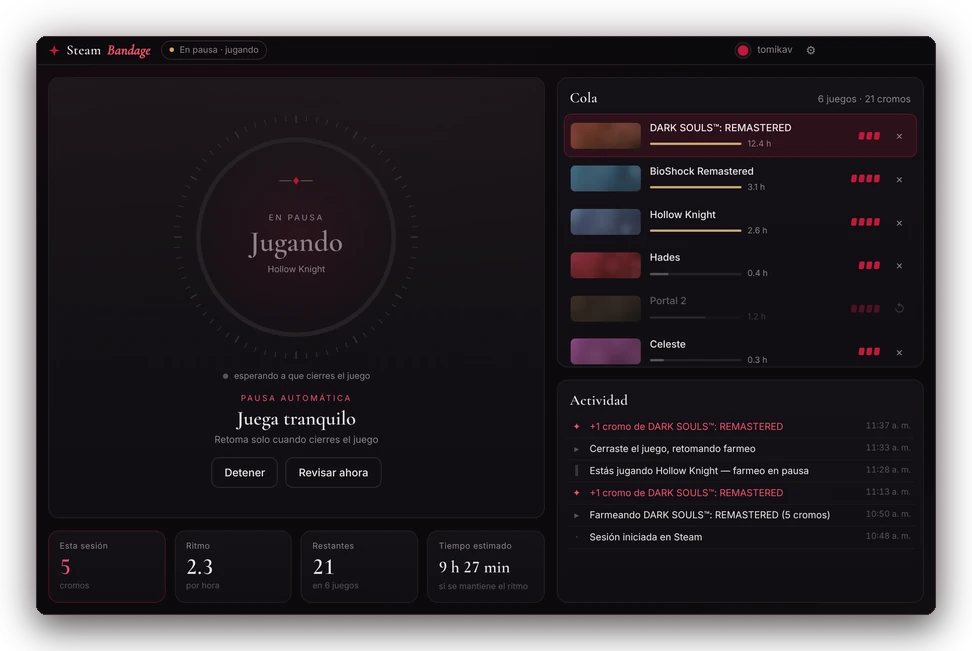 Steam Bandage
En pausa · jugando
tomikav
EN PAUSA
Jugando
Hollow Knight
esperando a que cierres el juego
PAUSA AUTOMÁTICA
Juega tranquilo
Retoma solo cuando cierres el juego
Detener
Revisar ahora
Esta sesión
5
cromos
Ritmo
2.3
por hora
Restantes
21
en 6 juegos
Tiempo estimado
9 h 27 min
si se mantiene el ritmo
Cola
6 juegos · 21 cromos
DARK SOULS™: REMASTERED
12.4 h
BioShock Remastered
3.1 h
Hollow Knight
2.6 h
Hades
0.4 h
Portal 2
1.2 h
Celeste
0.3 h
Actividad
+1 cromo de DARK SOULS™: REMASTERED 11:37 a. m.
Cerraste el juego, retomando farmeo 11:33 a. m.
Estás jugando Hollow Knight — farmeo en pausa 11:28 a. m.
+1 cromo de DARK SOULS™: REMASTERED 11:13 a. m.
Farmeando DARK SOULS™: REMASTERED (5 cromos) 10:50 a. m.
Sesión iniciada en Steam 10:48 a. m.